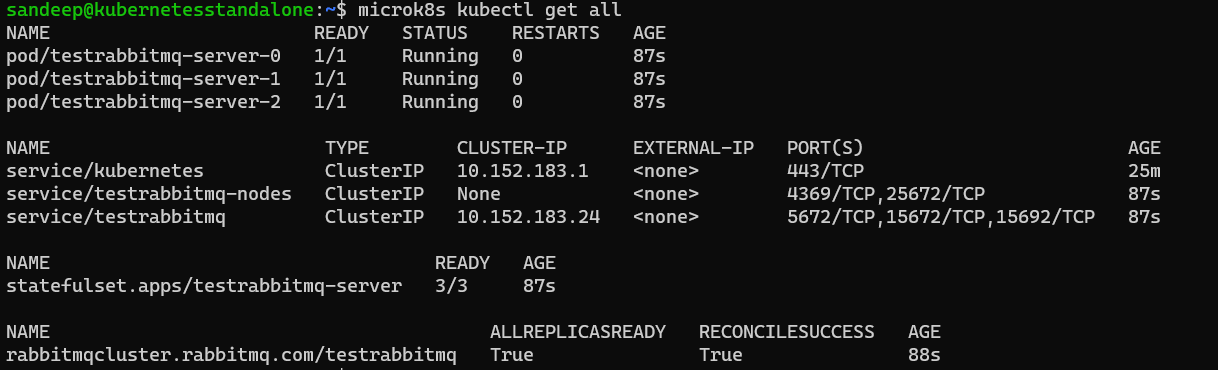 sandeep@kubernetesstandalone:~$ microk8s kubectl get all
NAME                         READY   STATUS    RESTARTS   AGE
pod/testrabbitmq-server-0   1/1     Running   0          87s
pod/testrabbitmq-server-1   1/1     Running   0          87s
pod/testrabbitmq-server-2   1/1     Running   0          87s

NAME                         TYPE        CLUSTER-IP      EXTERNAL-IP   PORT(S)                        AGE
service/kubernetes           ClusterIP   10.152.183.1    <none>        443/TCP                        25m
service/testrabbitmq-nodes   ClusterIP   None            <none>        4369/TCP,25672/TCP             87s
service/testrabbitmq         ClusterIP   10.152.183.24   <none>        5672/TCP,15672/TCP,15692/TCP   87s

NAME                                   READY   AGE
statefulset.apps/testrabbitmq-server   3/3     87s

NAME                                        ALLREPLICASREADY   RECONCILESUCCESS   AGE
rabbitmqcluster.rabbitmq.com/testrabbitmq   True               True               88s